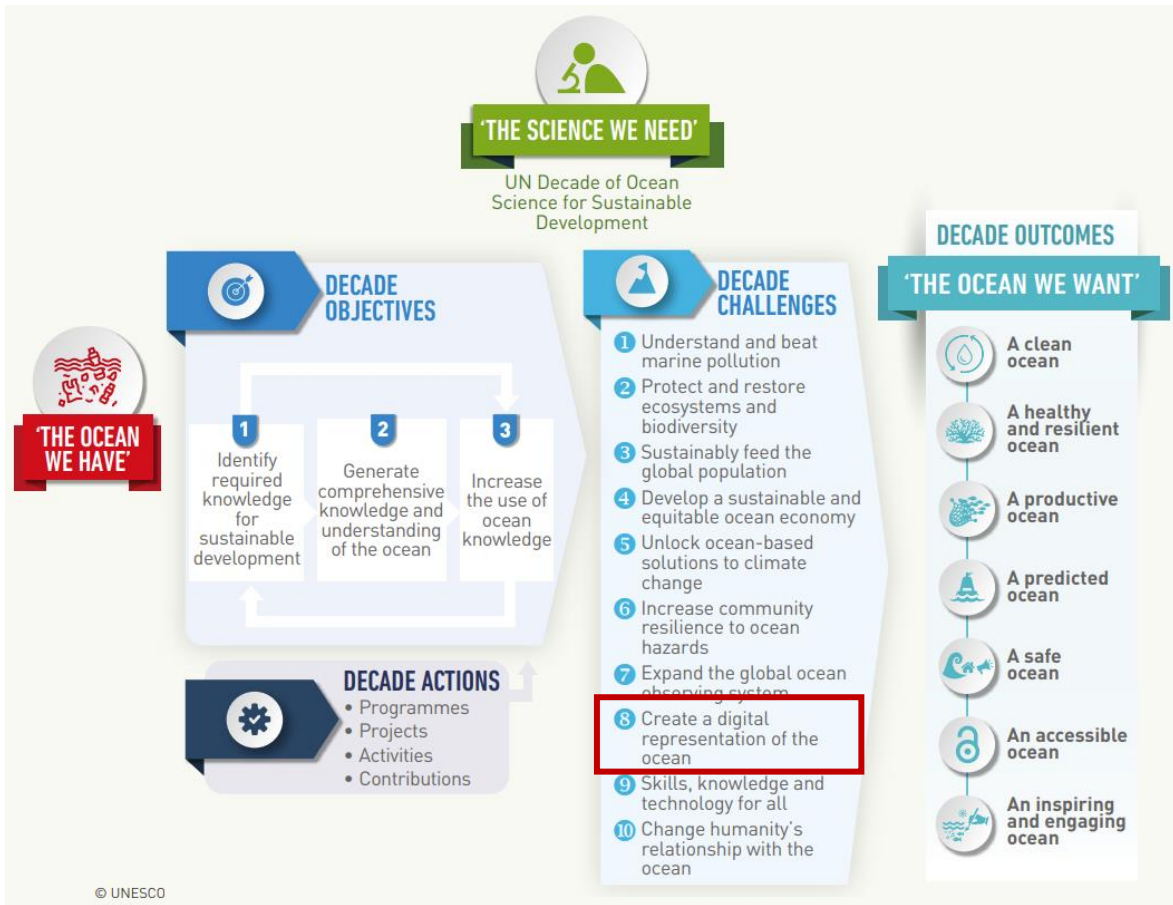 'THE SCIENCE WE NEED'
UN Decade of Ocean
Science for Sustainable
Development
'THE OCEAN
WE HAVE'
DECADE
OBJECTIVES
1
Identify
required
knowledge
for
sustainable
development
2
Generate
comprehensive
knowledge and
understanding
of the ocean
3
Increase
the use of
ocean
knowledge
DECADE ACTIONS
• Programmes
• Projects
• Activities
• Contributions
DECADE
CHALLENGES
1 Understand and beat
marine pollution
2 Protect and restore
ecosystems and
biodiversity
3 Sustainably feed the
global population
4 Develop a sustainable and
equitable ocean economy
5 Unlock ocean-based
solutions to climate
change
6 Increase community
resilience to ocean
hazards
7 Expand the global ocean
observing system
8 Create a digital
representation of the
ocean
9 Skills, knowledge and
technology for all
10 Change humanity's
relationship with the
ocean
DECADE OUTCOMES
'THE OCEAN WE WANT'
A clean
ocean
A healthy
and resilient
ocean
A productive
ocean
A predicted
ocean
A safe
ocean
An accessible
ocean
An inspiring
and engaging
ocean
© UNESCO